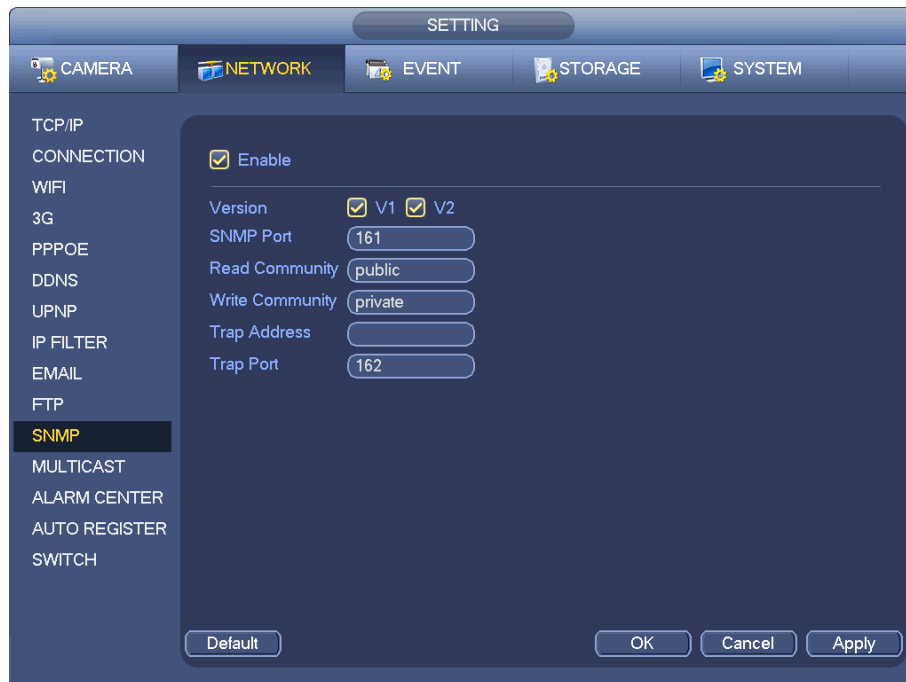 SETTING
CAMERA NETWORK EVENT STORAGE SYSTEM
TCP/IP
CONNECTION
WIFI
3G
PPPOE
DDNS
UPNP
IP FILTER
EMAIL
FTP
SNMP
MULTICAST
ALARM CENTER
AUTO REGISTER
SWITCH
Enable
Version V1 V2
SNMP Port 161
Read Community public
Write Community private
Trap Address
Trap Port 162
Default OK Cancel Apply